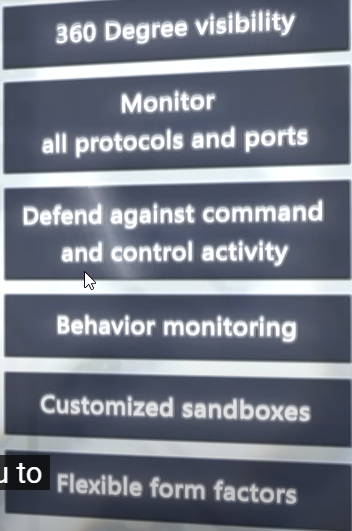 360 Degree visibility
Monitor
all protocols and ports
Defend against command
and control activity
Behavior monitoring
Customized sandboxes
u to
Flexible form factors